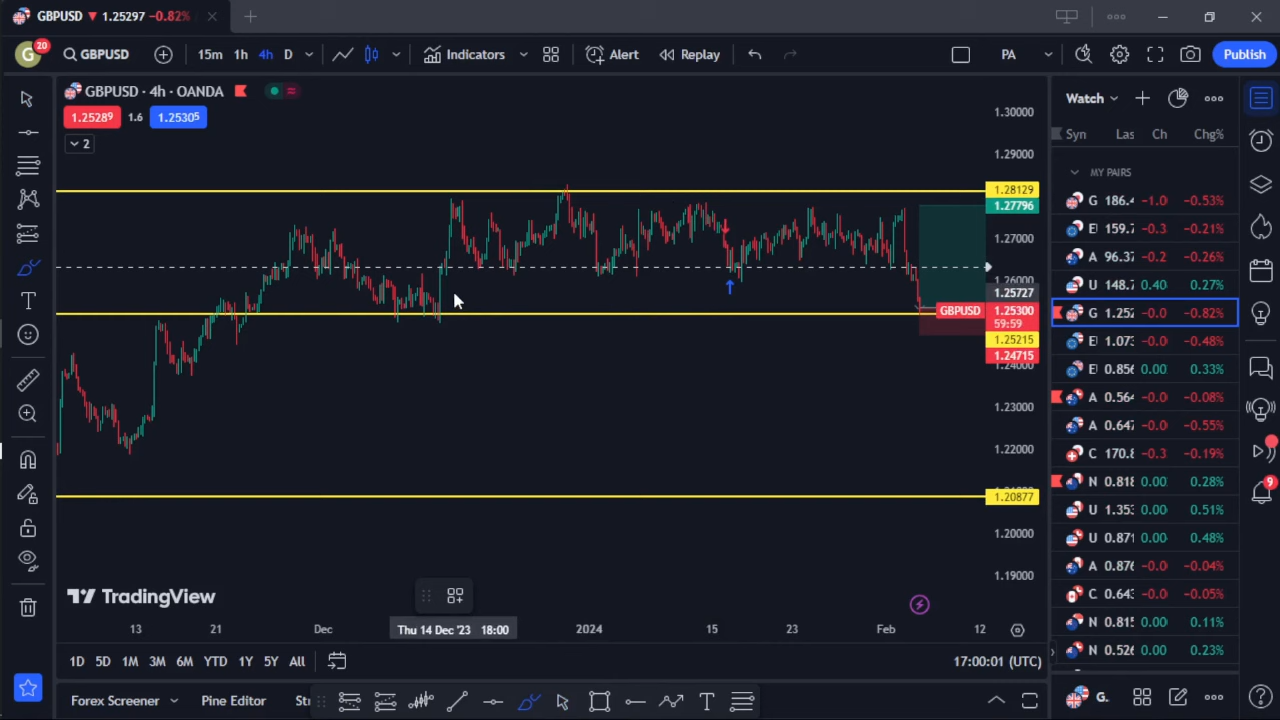 GBPUSD ▼ 1.25297 −0.82%
G 20 GBPUSD 15m 1h 4h D Indicators Alert Replay PA Publish
GBPUSD · 4h · OANDA
1.25289 1.6 1.25305
2
1.30000
1.29000
1.28129
1.27796
1.27000
1.26000
1.25727
GBPUSD 1.25300
59:59
1.25215
1.24715
1.24000
1.23000
1.22000
1.20877
1.20000
1.19000
TradingView
13 21 Dec Thu 14 Dec '23 18:00 2024 15 23 Feb 12
1D 5D 1M 3M 6M YTD 1Y 5Y All 17:00:01 (UTC)
Forex Screener Pine Editor St
Watch
Syn Las Ch Chg%
MY PAIRS
G 186.4 −1.0 −0.53%
E 159.7 −0.3 −0.21%
A 96.37 −0.2 −0.26%
U 148.7 0.40 0.27%
G 1.252 −0.0 −0.82%
E 1.073 −0.0 −0.48%
E 0.856 0.00 0.33%
A 0.564 −0.0 −0.08%
A 0.647 −0.0 −0.55%
C 170.8 −0.3 −0.19%
N 0.818 0.00 0.28%
U 1.353 0.00 0.51%
U 0.871 0.00 0.48%
A 0.876 −0.0 −0.04%
C 0.643 −0.0 −0.05%
N 0.815 0.00 0.11%
N 0.526 0.00 0.23%
G.
9